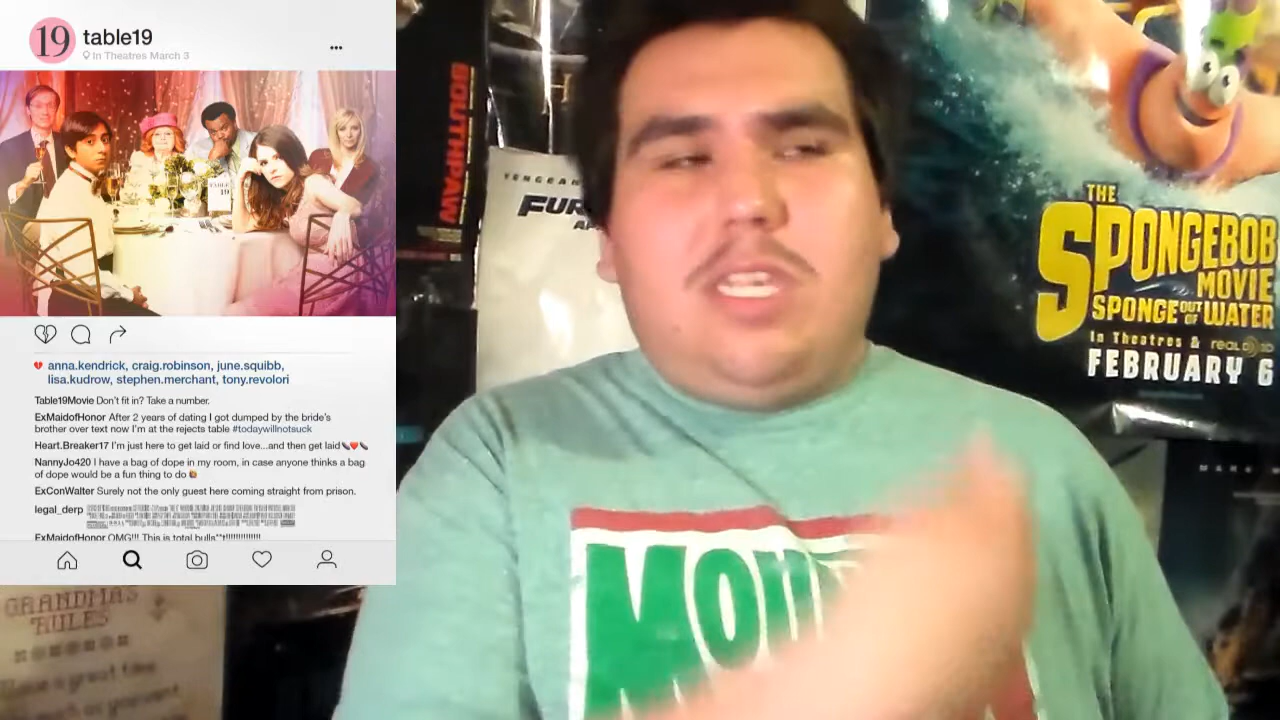 19
table19
In Theatres March 3
TABLE
19
anna.kendrick, craig.robinson, june.squibb,
lisa.kudrow, stephen.merchant, tony.revolori
Table19Movie Don't fit in? Take a number.
ExMaidofHonor After 2 years of dating I got dumped by the bride's
brother over text now I'm at the rejects table #todaywillnotsuck
Heart.Breaker17 I'm just here to get laid or find love...and then get laid
NannyJo420 I have a bag of dope in my room, in case anyone thinks a bag
of dope would be a fun thing to do
ExConWalter Surely not the only guest here coming straight from prison.
legal_derp
ExMaidofHonor OMG!!! This is total bulls**t!!!!!!!!!!!!!
SOUTHPAW
THE
SPONGEBOB
MOVIE
SPONGE OUT OF WATER
In Theatres & REAL D 3D
FEBRUARY 6
GRANDMA'S
RULES